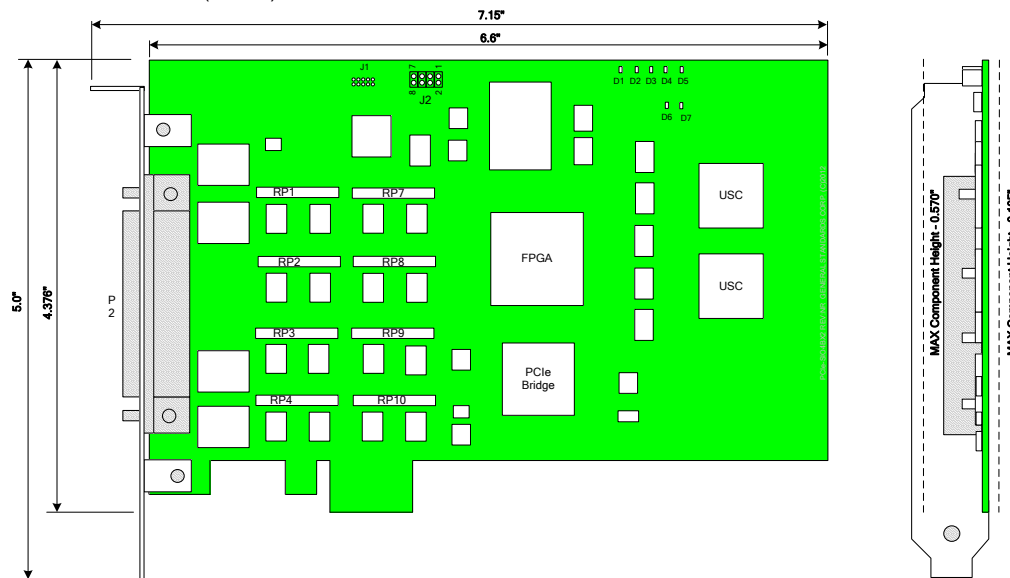 7.15"
6.6"
J1
7
1
8
2
J2
D1 D2 D3 D4 D5
D6 D7
RP1
RP7
USC
RP2
RP8
FPGA
USC
P
2
RP3
RP9
PCIe
Bridge
RP4
RP10
5.0"
4.376"
MAX Component Height - 0.570"